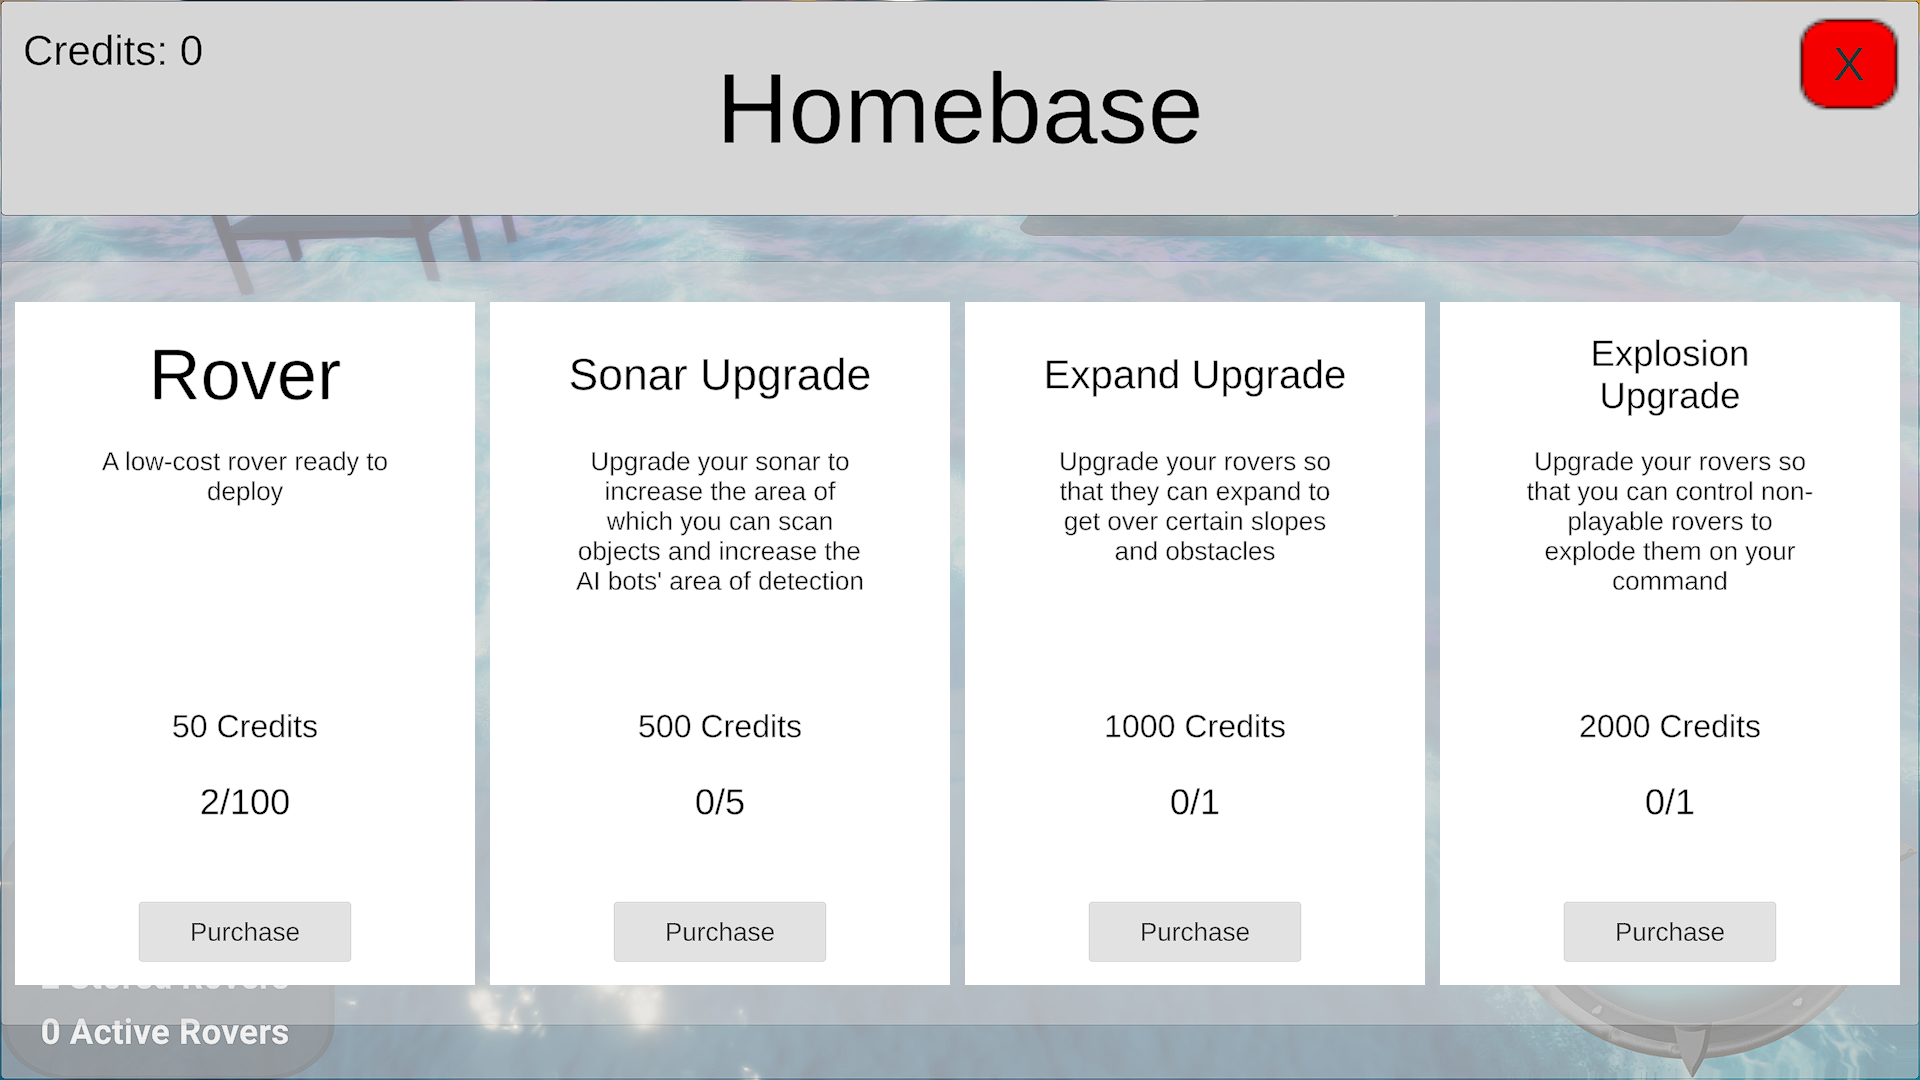 Credits: 0
X
Homebase
Rover
A low-cost rover ready to
deploy
50 Credits
2/100
Purchase
Sonar Upgrade
Upgrade your sonar to
increase the area of
which you can scan
objects and increase the
AI bots' area of detection
500 Credits
0/5
Purchase
Expand Upgrade
Upgrade your rovers so
that they can expand to
get over certain slopes
and obstacles
1000 Credits
0/1
Purchase
Explosion
Upgrade
Upgrade your rovers so
that you can control non-
playable rovers to
explode them on your
command
2000 Credits
0/1
Purchase
Stored Rovers
0 Active Rovers